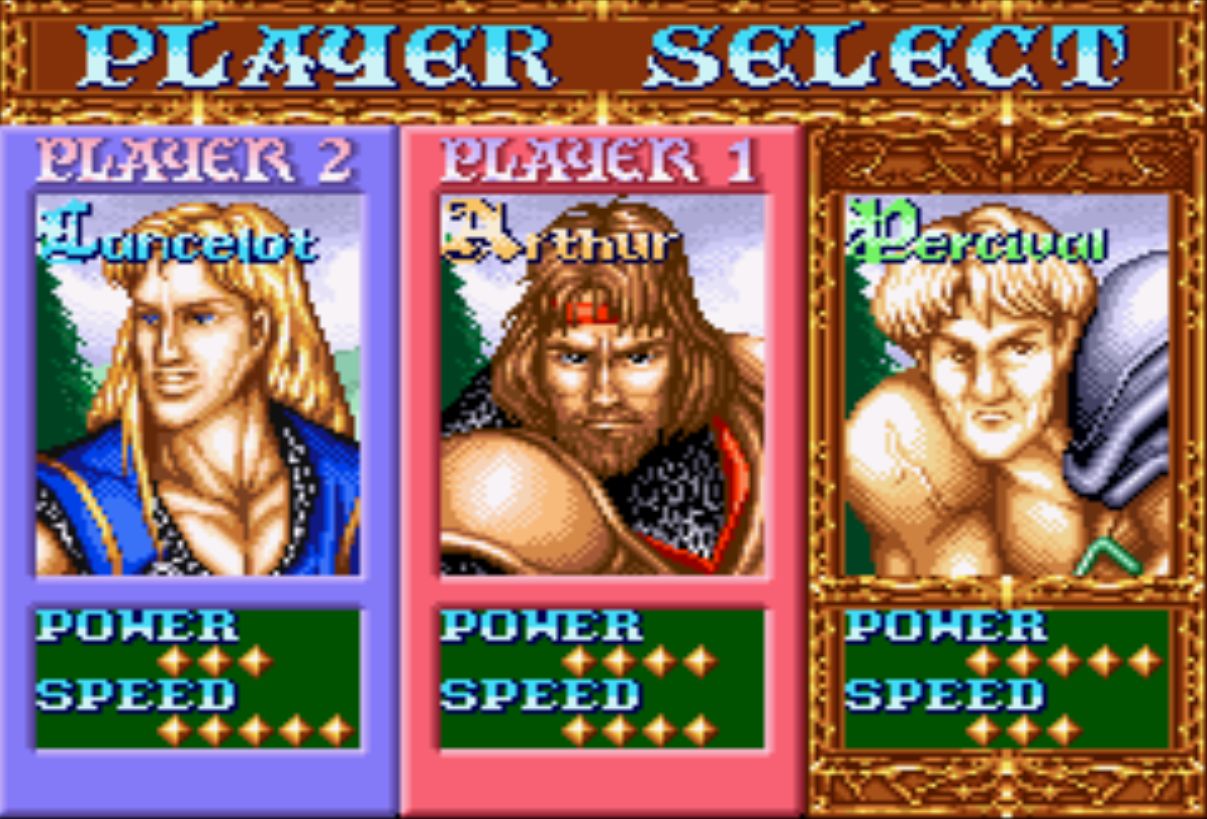 PLAYER SELECT
PLAYER 2
Lancelot
POWER
SPEED
PLAYER 1
Arthur
POWER
SPEED
Percival
POWER
SPEED